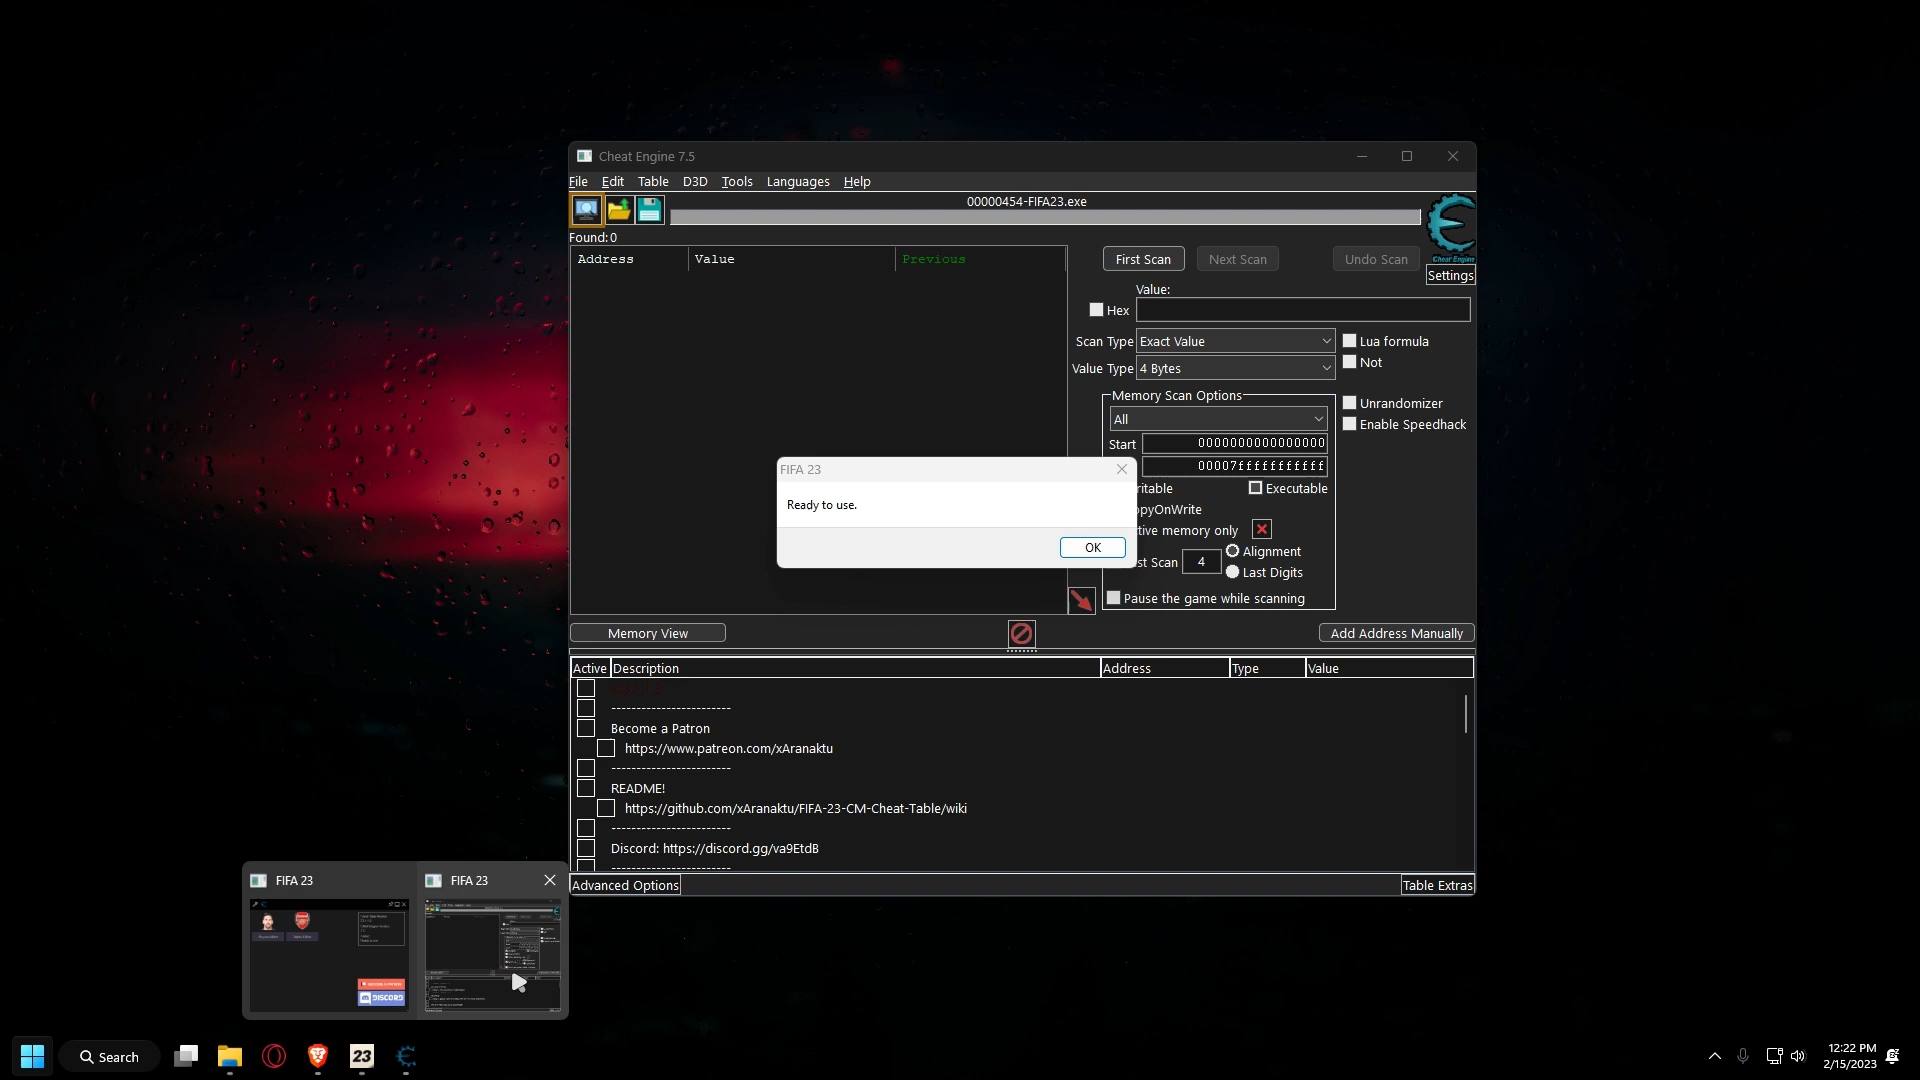 Cheat Engine 7.5
File Edit Table D3D Tools Languages Help
00000454-FIFA23.exe
Found: 0
Cheat Engine
Settings
Address Value Previous
First Scan Next Scan Undo Scan
Value:
Hex
Scan Type Exact Value Lua formula
Not
Value Type 4 Bytes
Memory Scan Options
All
Unrandomizer
Enable Speedhack
Start 0000000000000000
00007fffffffffff
ritable Executable
opyOnWrite
tive memory only
st Scan 4 Alignment
Last Digits
Pause the game while scanning
FIFA 23
Ready to use.
OK
Memory View
Add Address Manually
Active Description Address Type Value
------------------------
Become a Patron
https://www.patreon.com/xAranaktu
------------------------
README!
https://github.com/xAranaktu/FIFA-23-CM-Cheat-Table/wiki
------------------------
Discord: https://discord.gg/va9EtdB
------------------------
Advanced Options Table Extras
FIFA 23 FIFA 23
DISCORD
Search
23
12:22 PM
2/15/2023